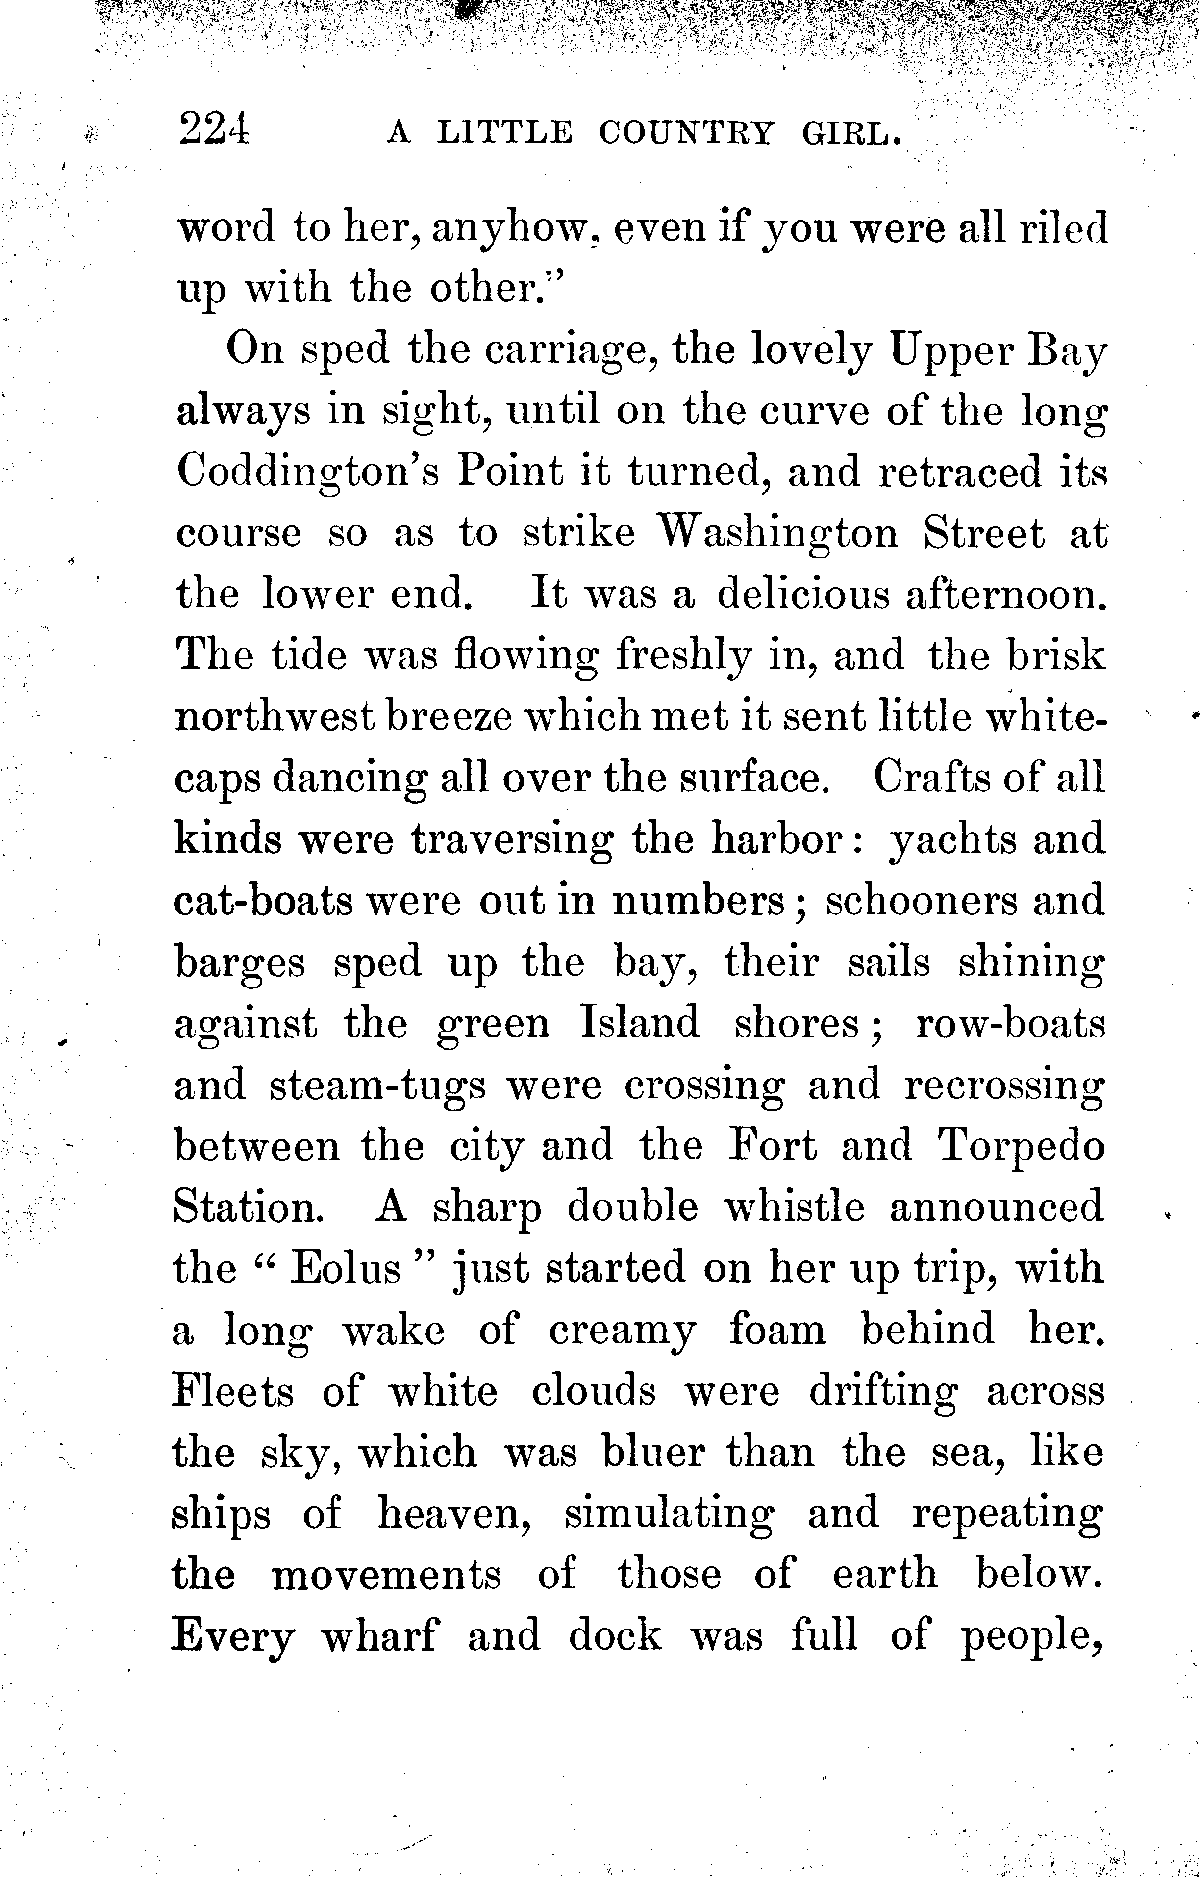 224 A LITTLE COUNTRY GIRL.
word to her, anyhow, even if you were all riled
up with the other."
On sped the carriage, the lovely Upper Bay
always in sight, until on the curve of the long
Coddington's Point it turned, and retraced its
course so as to strike Washington Street at
the lower end. It was a delicious afternoon.
The tide was flowing freshly in, and the brisk
northwest breeze which met it sent little white-
caps dancing all over the surface. Crafts of all
kinds were traversing the harbor: yachts and
cat-boats were out in numbers; schooners and
barges sped up the bay, their sails shining
against the green Island shores; row-boats
and steam-tugs were crossing and recrossing
between the city and the Fort and Torpedo
Station. A sharp double whistle announced
the "Eolus" just started on her up trip, with
a long wake of creamy foam behind her.
Fleets of white clouds were drifting across
the sky, which was bluer than the sea, like
ships of heaven, simulating and repeating
the movements of those of earth below.
Every wharf and dock was full of people,